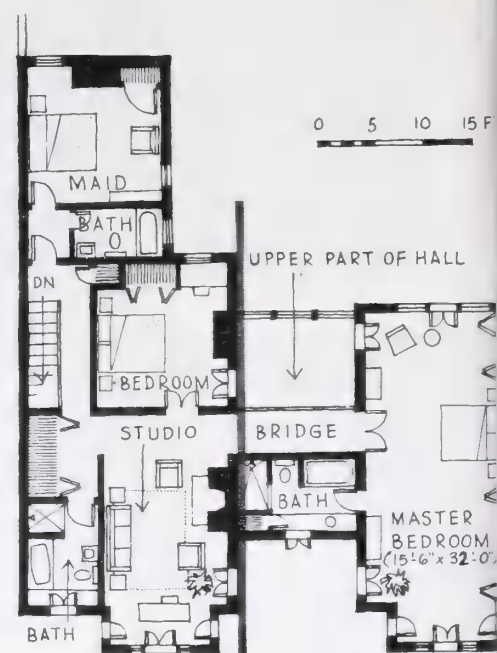 0 5 10 15 F
MAID
BATH
UPPER PART OF HALL
DN
BEDROOM
STUDIO
BRIDGE
BATH
MASTER
BEDROOM
(15'-6" x 32'-0"
BATH